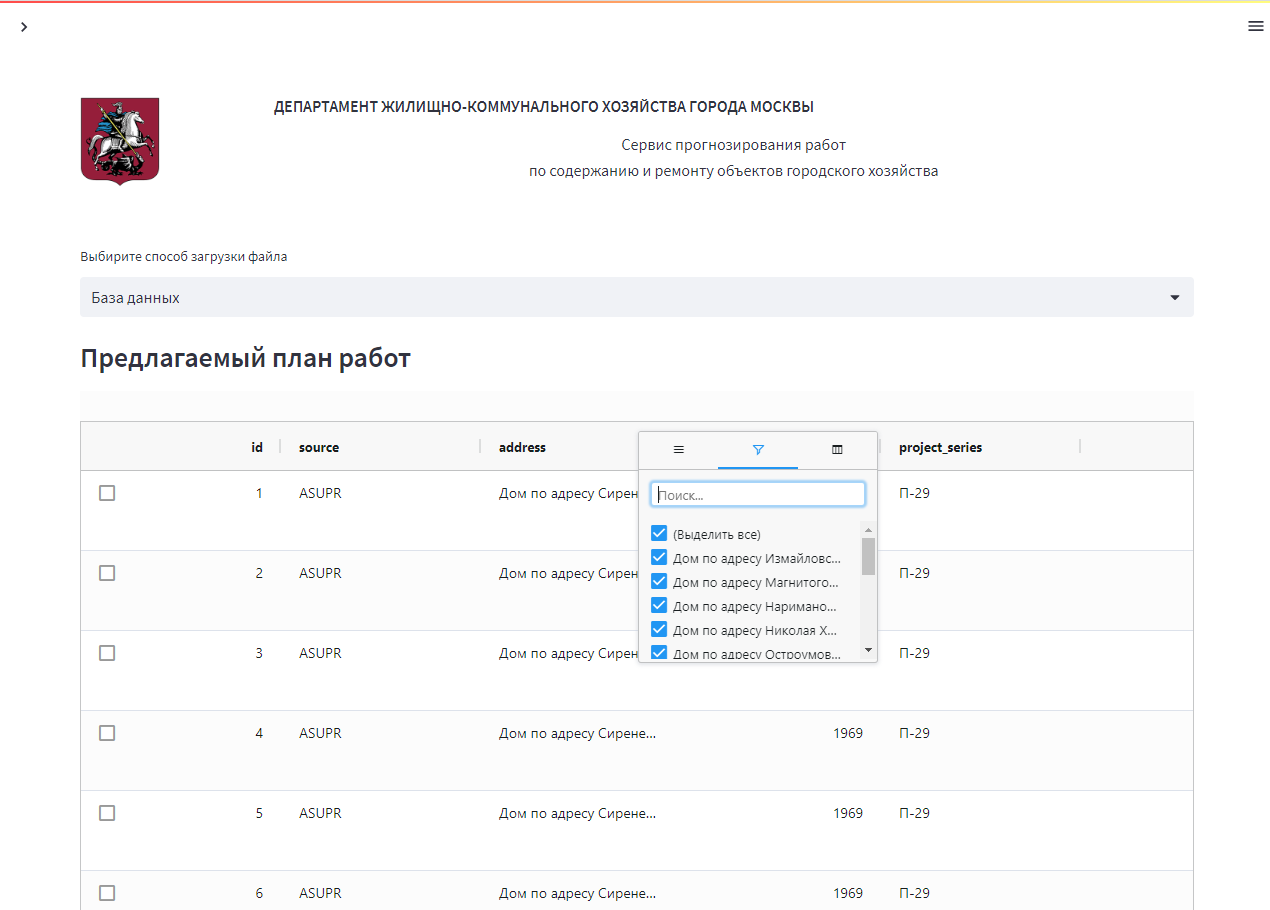 ДЕПАРТАМЕНТ ЖИЛИЩНО-КОММУНАЛЬНОГО ХОЗЯЙСТВА ГОРОДА МОСКВЫ
Сервис прогнозирования работ
по содержанию и ремонту объектов городского хозяйства
Выбирите способ загрузки файла
База данных
Предлагаемый план работ
id source address project_series
Поиск...
(Выделить все)
Дом по адресу Измайловс...
Дом по адресу Магнитого...
Дом по адресу Наримано...
Дом по адресу Николая Х...
Дом по адресу Остроумов...
1 ASUPR Дом по адресу Сирен П-29
2 ASUPR Дом по адресу Сирен П-29
3 ASUPR Дом по адресу Сирен П-29
4 ASUPR Дом по адресу Сирене... 1969 П-29
5 ASUPR Дом по адресу Сирене... 1969 П-29
6 ASUPR Дом по адресу Сирене... 1969 П-29